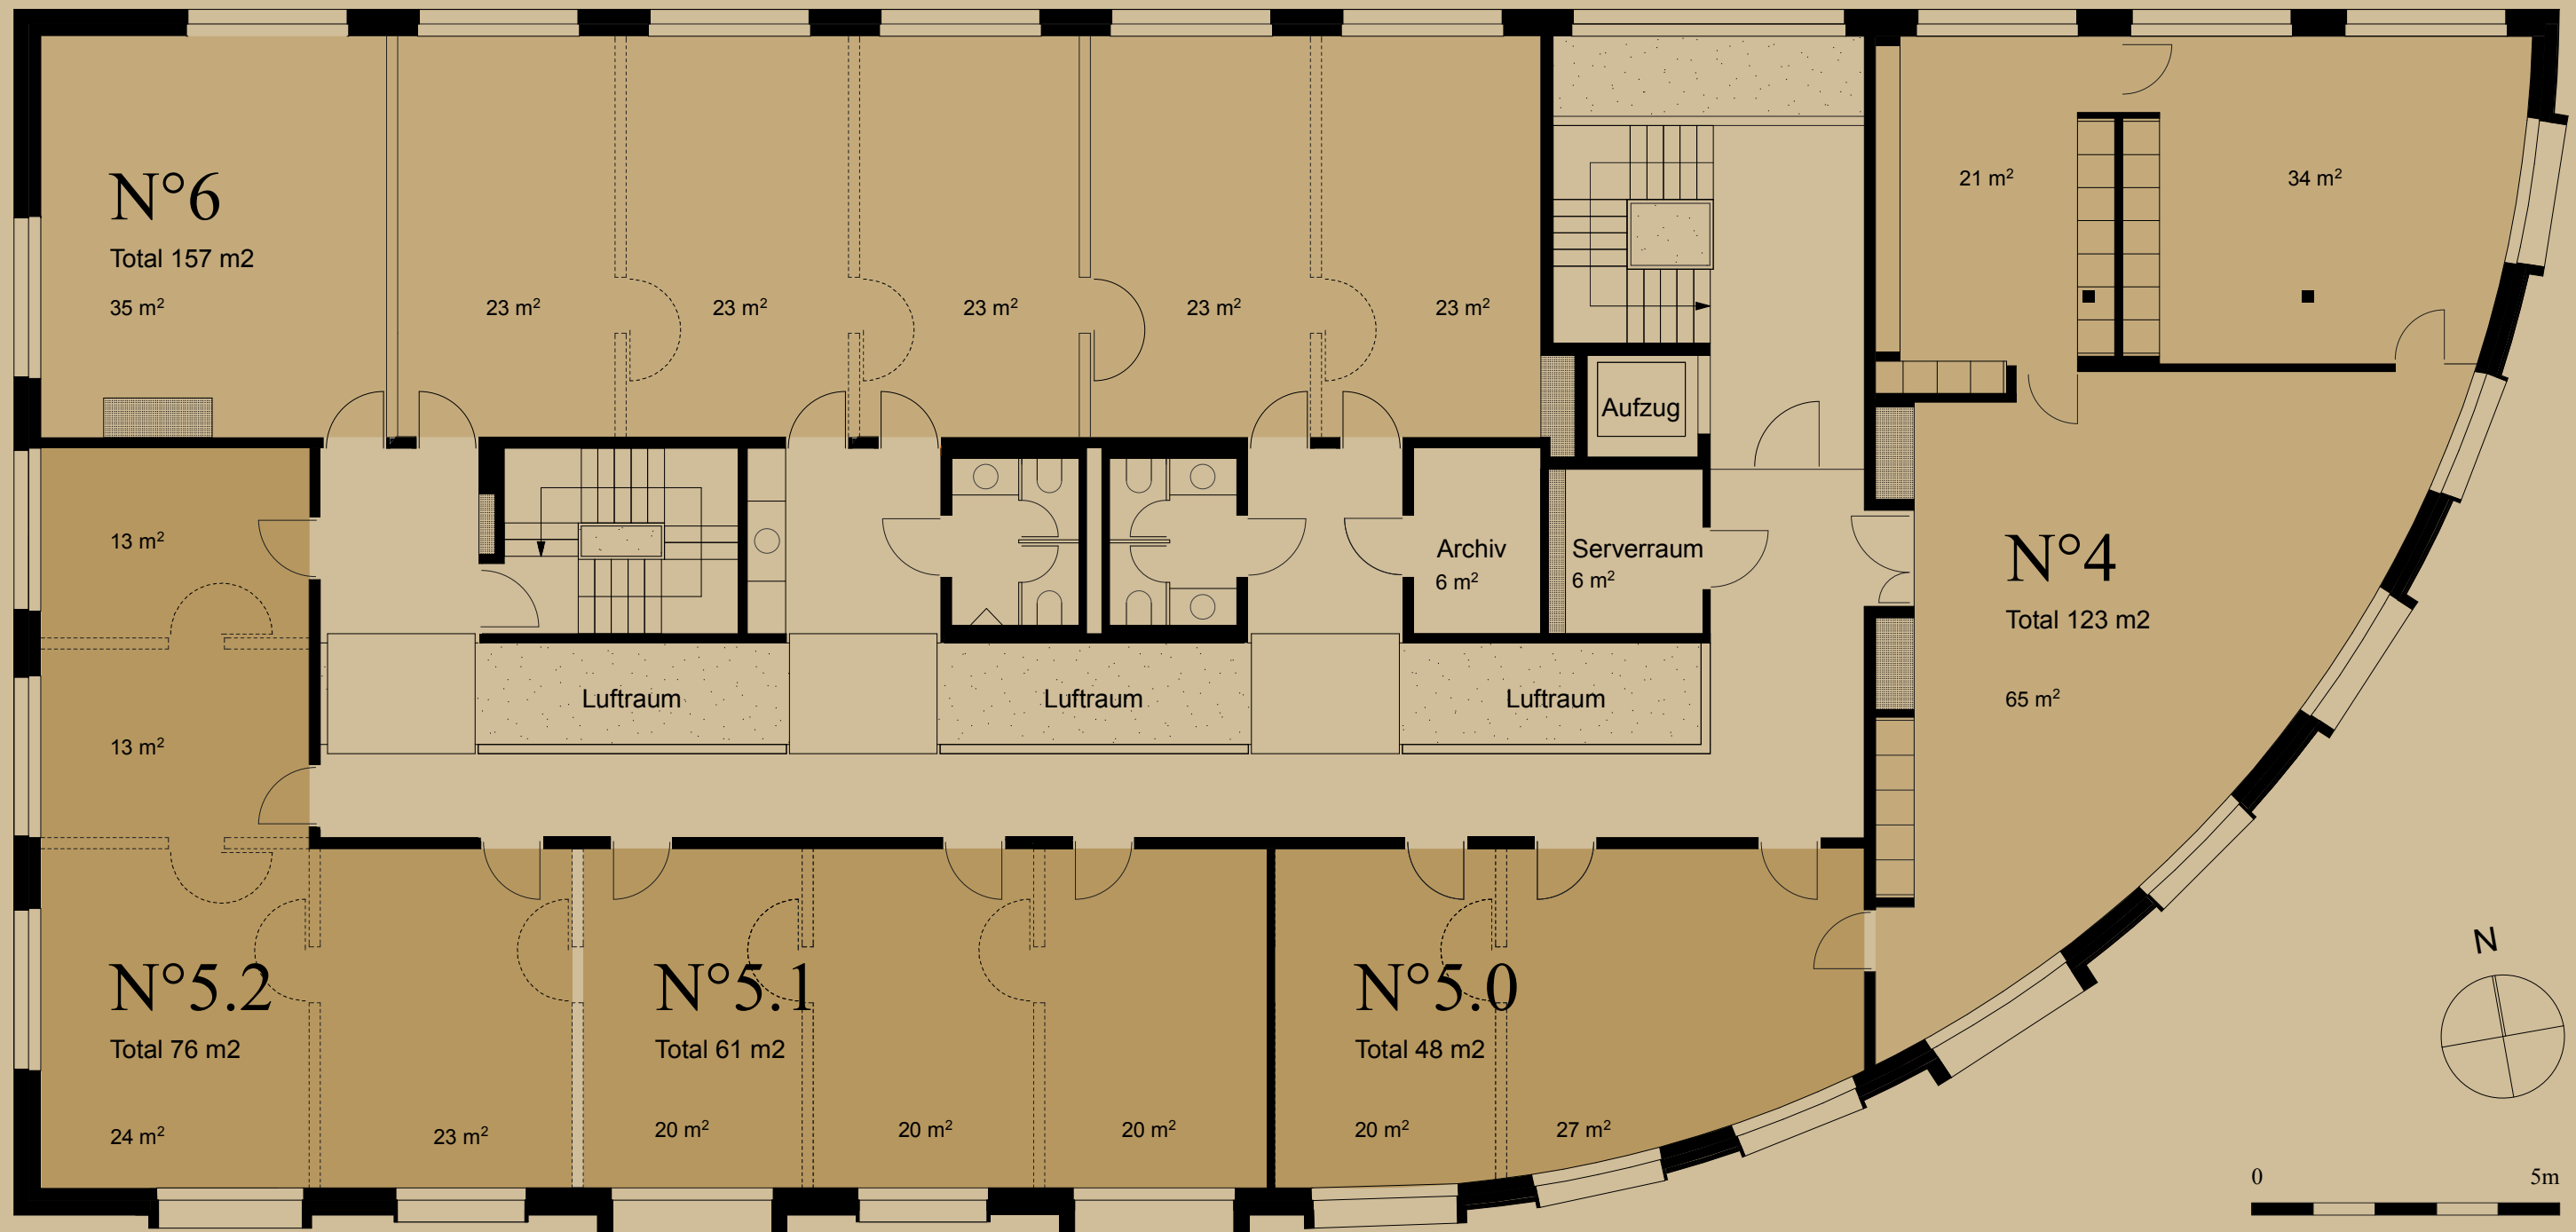 N°6
Total 157 m2
35 m²
23 m²
23 m²
23 m²
23 m²
23 m²
21 m²
34 m²
Aufzug
13 m²
Archiv
6 m²
Serverraum
6 m²
N°4
Total 123 m2
65 m²
13 m²
Luftraum
Luftraum
Luftraum
N°5.2
Total 76 m2
24 m²
23 m²
N°5.1
Total 61 m2
20 m²
20 m²
20 m²
N°5.0
Total 48 m2
20 m²
27 m²
N
0
5m